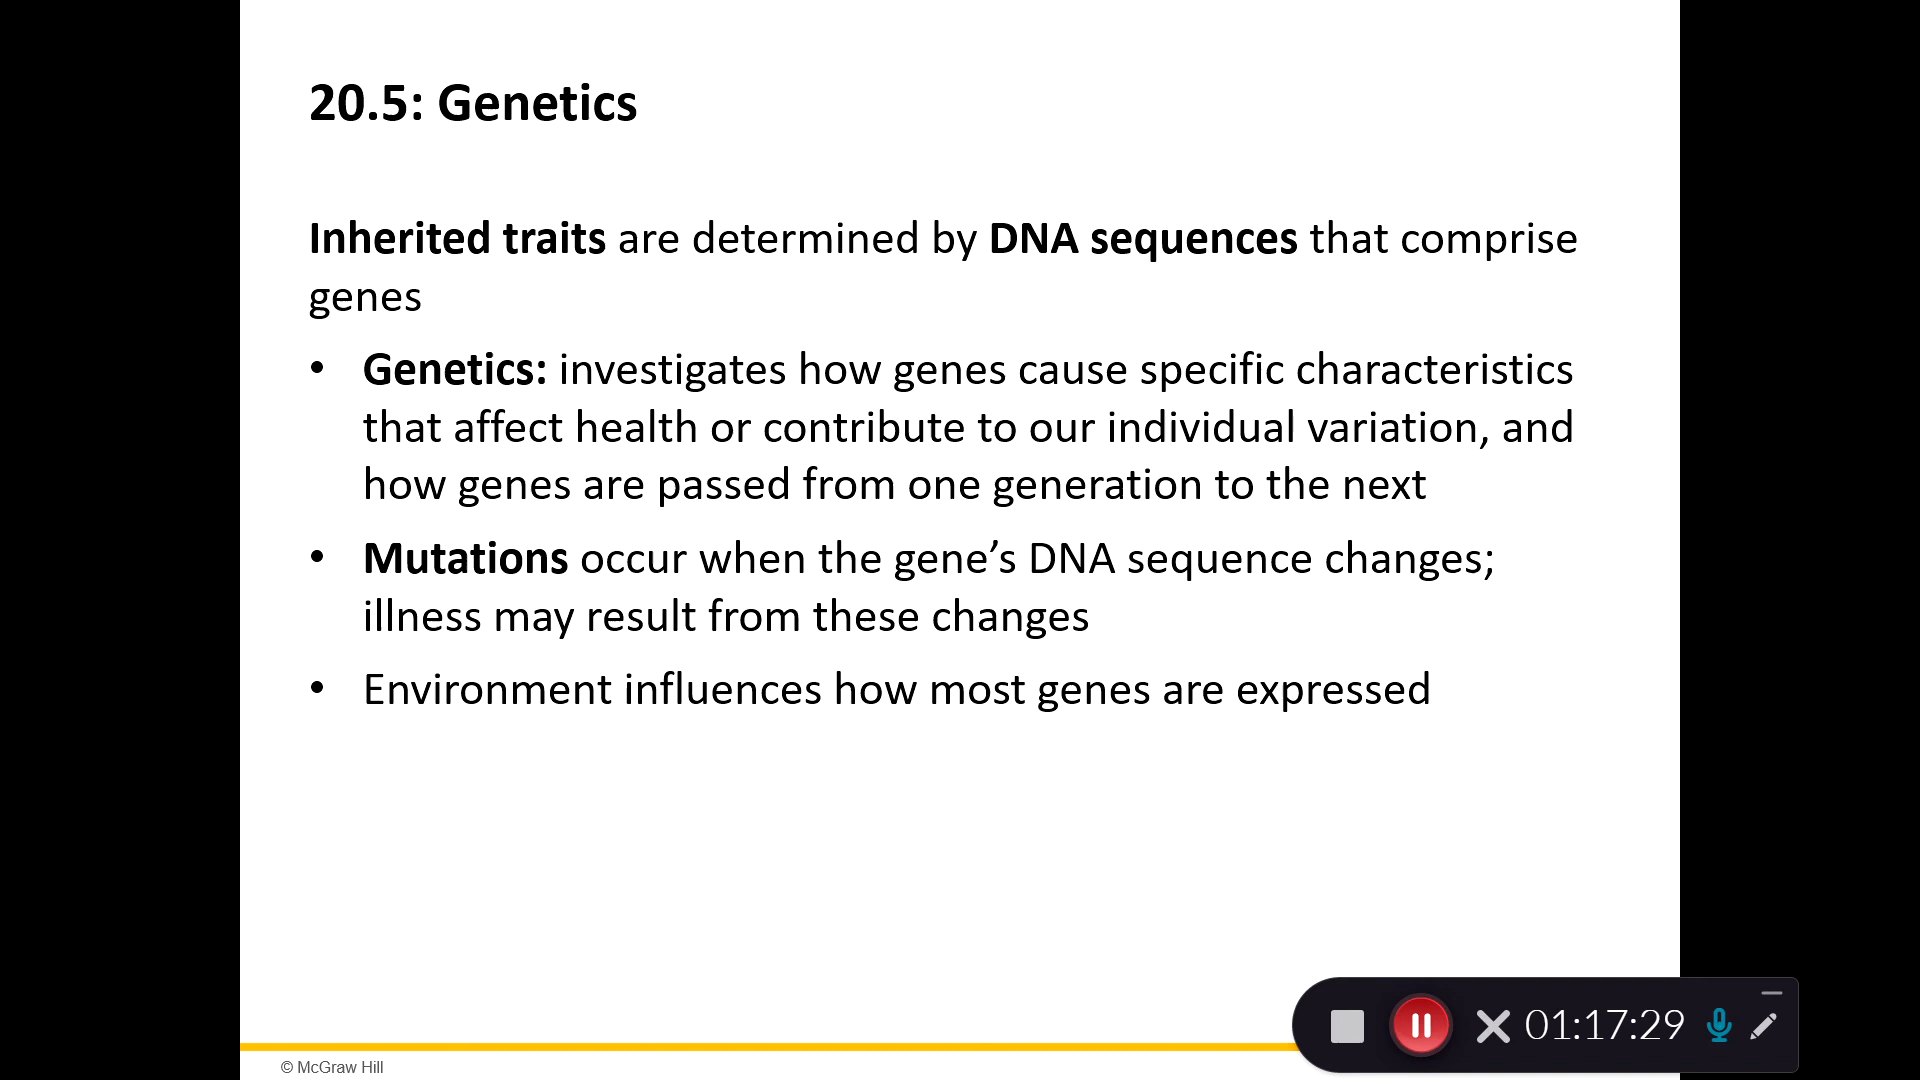 20.5: Genetics
Inherited traits are determined by DNA sequences that comprise
genes
• Genetics: investigates how genes cause specific characteristics
that affect health or contribute to our individual variation, and
how genes are passed from one generation to the next
• Mutations occur when the gene’s DNA sequence changes;
illness may result from these changes
• Environment influences how most genes are expressed
01:17:29
© McGraw Hill